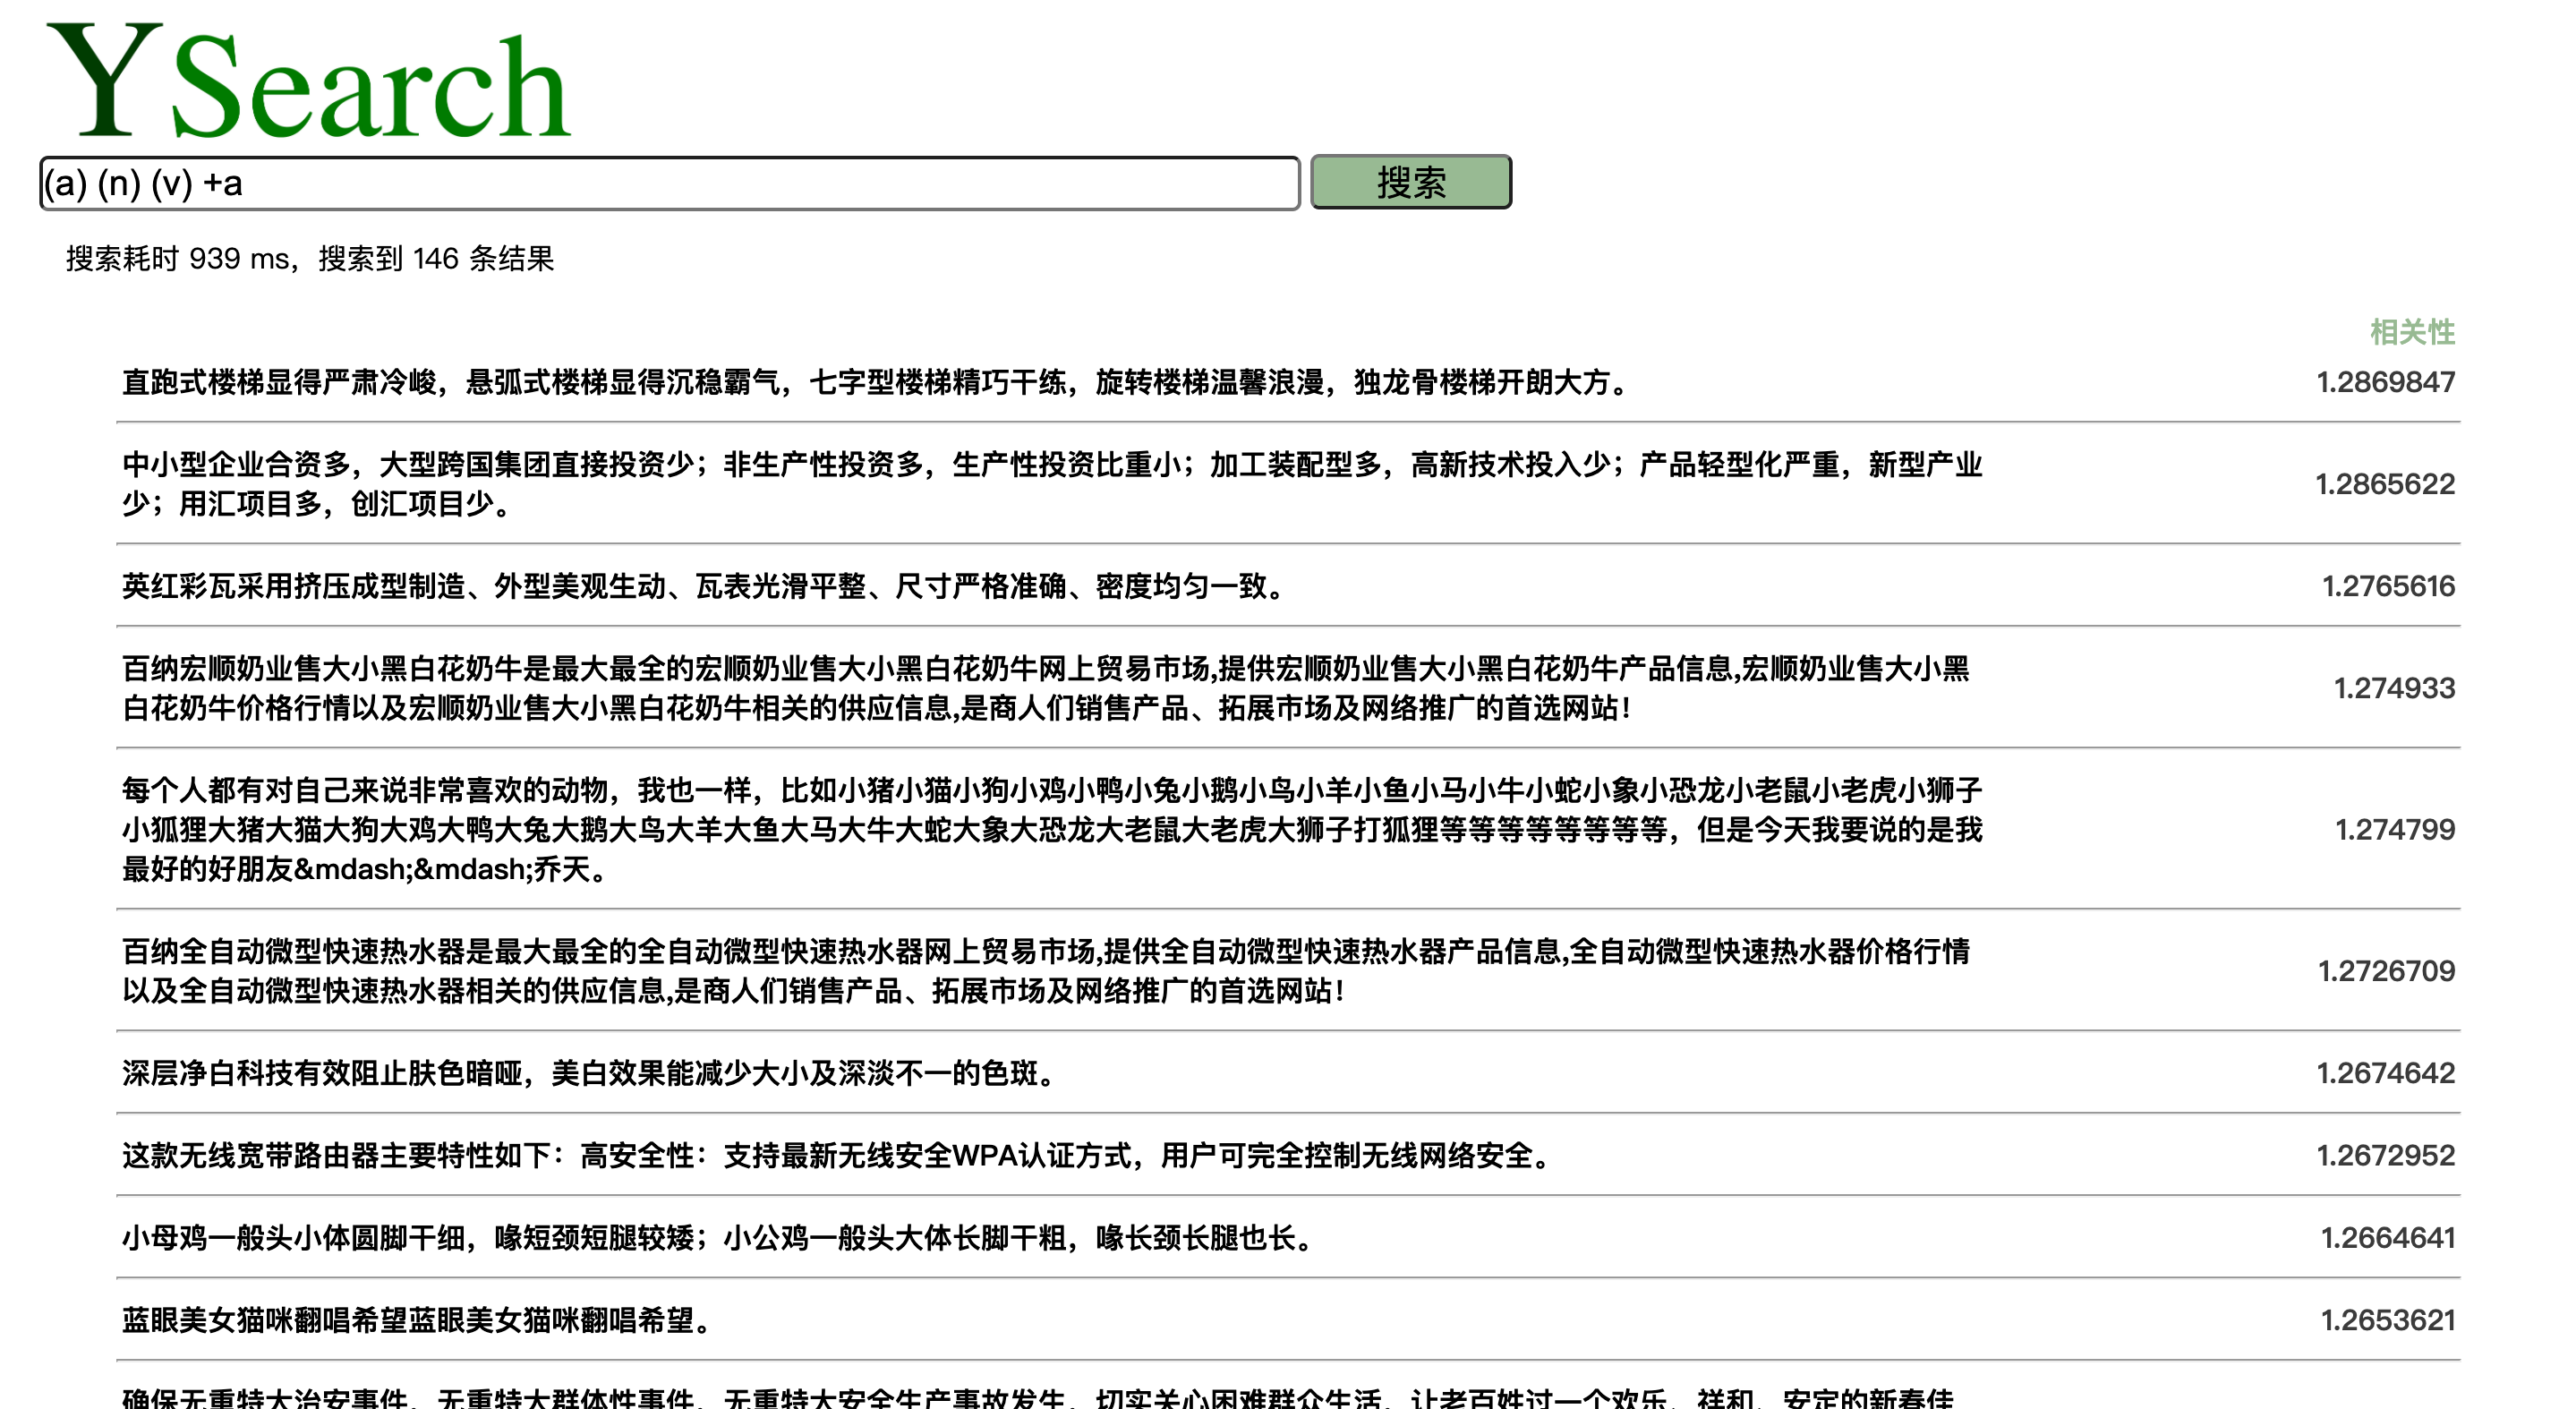 YSearch
(a) (n) (v) +a
搜索
搜索耗时 939 ms，搜索到 146 条结果
相关性
直跑式楼梯显得严肃冷峻，悬弧式楼梯显得沉稳霸气，七字型楼梯精巧干练，旋转楼梯温馨浪漫，独龙骨楼梯开朗大方。
1.2869847
中小型企业合资多，大型跨国集团直接投资少；非生产性投资多，生产性投资比重小；加工装配型多，高新技术投入少；产品轻型化严重，新型产业
少；用汇项目多，创汇项目少。
1.2865622
英红彩瓦采用挤压成型制造、外型美观生动、瓦表光滑平整、尺寸严格准确、密度均匀一致。
1.2765616
百纳宏顺奶业售大小黑白花奶牛是最大最全的宏顺奶业售大小黑白花奶牛网上贸易市场,提供宏顺奶业售大小黑白花奶牛产品信息,宏顺奶业售大小黑
白花奶牛价格行情以及宏顺奶业售大小黑白花奶牛相关的供应信息,是商人们销售产品、拓展市场及网络推广的首选网站！
1.274933
每个人都有对自己来说非常喜欢的动物，我也一样，比如小猪小猫小狗小鸡小鸭小兔小鹅小鸟小羊小鱼小马小牛小蛇小象小恐龙小老鼠小老虎小狮子
小狐狸大猪大猫大狗大鸡大鸭大兔大鹅大鸟大羊大鱼大马大牛大蛇大象大恐龙大老鼠大老虎大狮子打狐狸等等等等等等等等，但是今天我要说的是我
最好的好朋友&mdash;&mdash;乔天。
1.274799
百纳全自动微型快速热水器是最大最全的全自动微型快速热水器网上贸易市场,提供全自动微型快速热水器产品信息,全自动微型快速热水器价格行情
以及全自动微型快速热水器相关的供应信息,是商人们销售产品、拓展市场及网络推广的首选网站！
1.2726709
深层净白科技有效阻止肤色暗哑，美白效果能减少大小及深淡不一的色斑。
1.2674642
这款无线宽带路由器主要特性如下：高安全性：支持最新无线安全WPA认证方式，用户可完全控制无线网络安全。
1.2672952
小母鸡一般头小体圆脚干细，喙短颈短腿较矮；小公鸡一般头大体长脚干粗，喙长颈长腿也长。
1.2664641
蓝眼美女猫咪翻唱希望蓝眼美女猫咪翻唱希望。
1.2653621
确保无重特大治安事件、无重特大群体性事件、无重特大安全生产事故发生，切实关心困难群众生活，让老百姓过一个欢乐、祥和、安定的新春佳